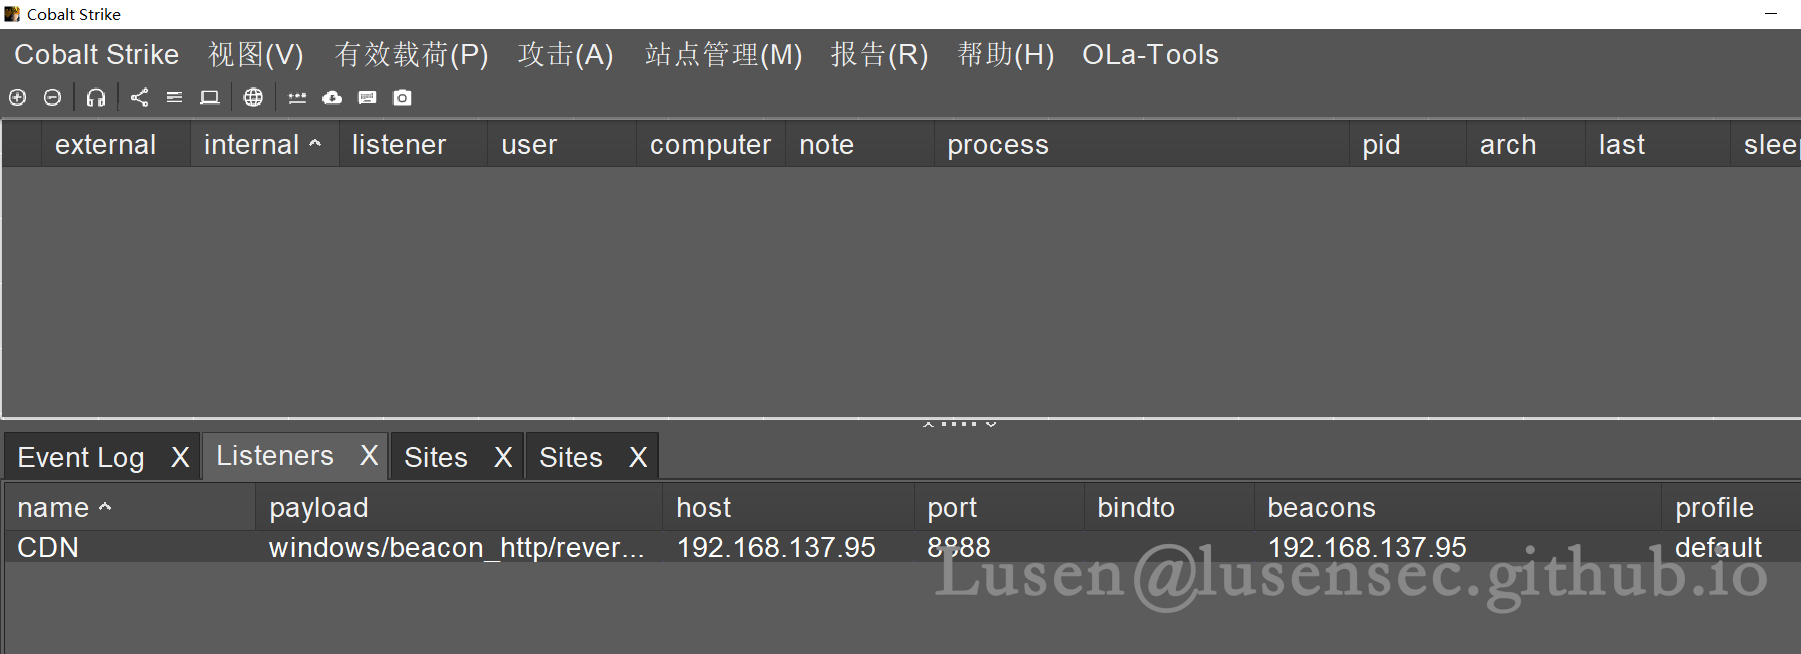 Cobalt Strike
Cobalt Strike 视图(V) 有效载荷(P) 攻击(A) 站点管理(M) 报告(R) 帮助(H) OLa-Tools
external internal listener user computer note process pid arch last
Event Log X Listeners X Sites X Sites X
name payload host port bindto beacons profile
CDN windows/beacon_http/rever... 192.168.137.95 8888 192.168.137.95 default
Lusen@lusensec.github.io